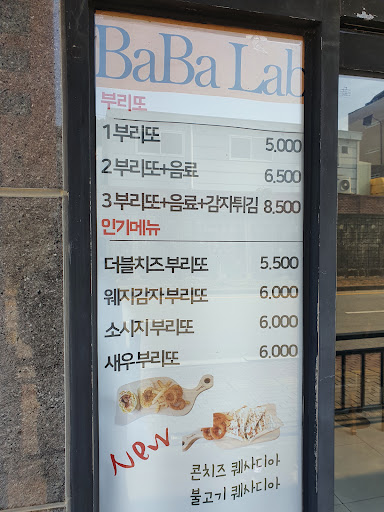 BaBa Lab
부리또
1 부리또 5,000
2 부리또+음료 6,500
3 부리또+음료+감자튀김 8,500
인기메뉴
더블치즈 부리또 5,500
웨지감자 부리또 6,000
소시지 부리또 6,000
새우 부리또 6,000
New
콘치즈 퀘사디아
불고기 퀘사디아